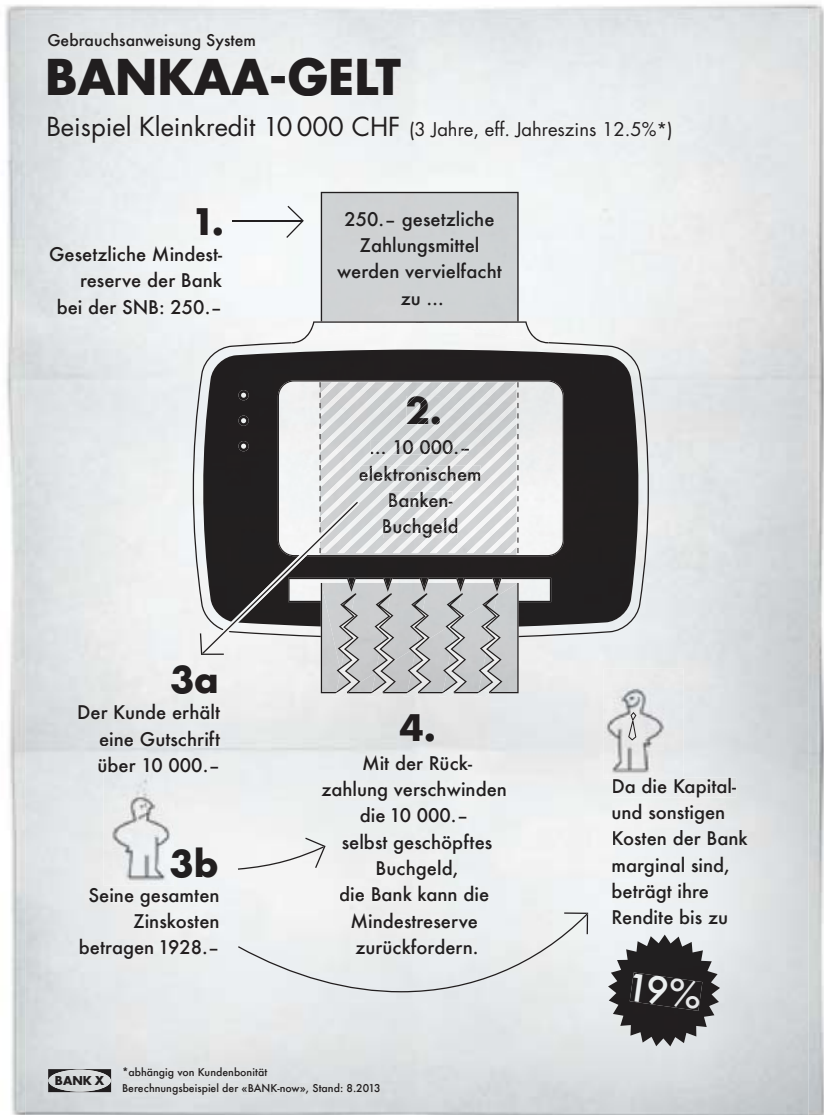 Gebrauchsanweisung System
BANKAA-GELT
Beispiel Kleinkredit 10 000 CHF (3 Jahre, eff. Jahreszins 12.5%*)
1.
Gesetzliche Mindest-
reserve der Bank
bei der SNB: 250.–
250.– gesetzliche
Zahlungsmittel
werden vervielfacht
zu ...
2.
... 10 000.–
elektronischem
Banken-
Buchgeld
3a
Der Kunde erhält
eine Gutschrift
über 10 000.–
3b
Seine gesamten
Zinskosten
betragen 1928.–
4.
Mit der Rück-
zahlung verschwinden
die 10 000.–
selbst geschöpftes
Buchgeld,
die Bank kann die
Mindestreserve
zurückfordern.
Da die Kapital-
und sonstigen
Kosten der Bank
marginal sind,
beträgt ihre
Rendite bis zu
19%
BANK X
*abhängig von Kundenbonität
Berechnungsbeispiel der «BANK-now», Stand: 8.2013